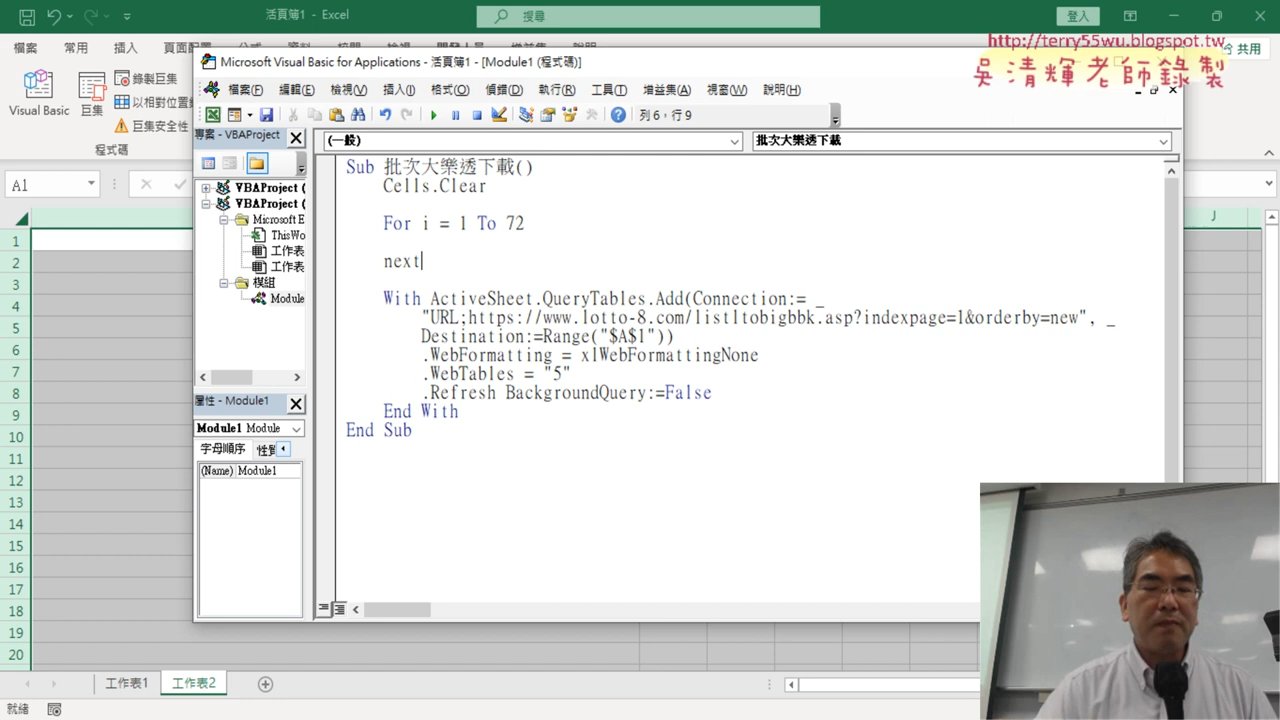 活頁簿1 - Excel
搜尋
登入
http://terry55wu.blogspot.tw
吳清輝老師錄製
檔案 常用 插入 頁面配置
共用
Visual Basic
巨集
錄製巨集
以相對位置
巨集安全性
程式碼
A1
Microsoft Visual Basic for Applications - 活頁簿1 - [Module1 (程式碼)]
檔案(F) 編輯(E) 檢視(V) 插入(I) 格式(O) 偵錯(D) 執行(R) 工具(T) 增益集(A) 視窗(W) 說明(H)
列 6，行 9
專案 - VBAProject
VBAProject (
VBAProject (
Microsoft E
ThisWo
工作表
工作表
模組
Module
屬性 - Module1
Module1 Module
字母順序
(Name) Module1
(一般)
批次大樂透下載
Sub 批次大樂透下載()
Cells.Clear
For i = 1 To 72
next
With ActiveSheet.QueryTables.Add(Connection:= _
"URL;https://www.lotto-8.com/listltobigbbk.asp?indexpage=1&orderby=new", _
Destination:=Range("$A$1"))
.WebFormatting = xlWebFormattingNone
.WebTables = "5"
.Refresh BackgroundQuery:=False
End With
End Sub
J
1
2
3
4
5
6
7
8
9
10
11
12
13
14
15
16
17
18
19
20
工作表1 工作表2
就緒